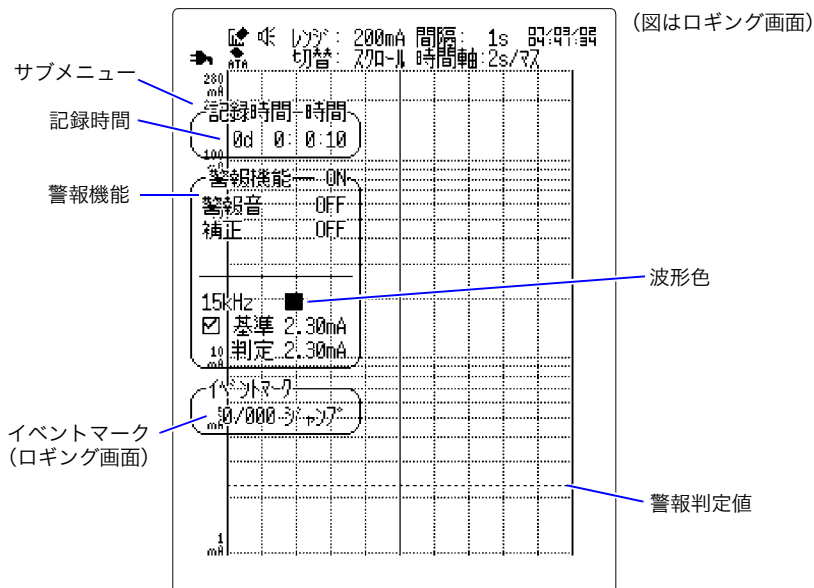 (図はロギング画面)
レンジ: 200mA 間隔: 1s
ATA 切替: スクロール 時間軸:2s/マス
サブメニュー
280
mA
記録時間-時間
記録時間
0d 0: 0:10
100
警報機能 ON
警報機能
警報音 OFF
補正 OFF
波形色
15kHz
基準 2.30mA
10
mA
判定 2.30mA
イベントマーク
イベントマーク
(ロギング画面)
0/000-ジャンプ
mA
警報判定値
1
mA